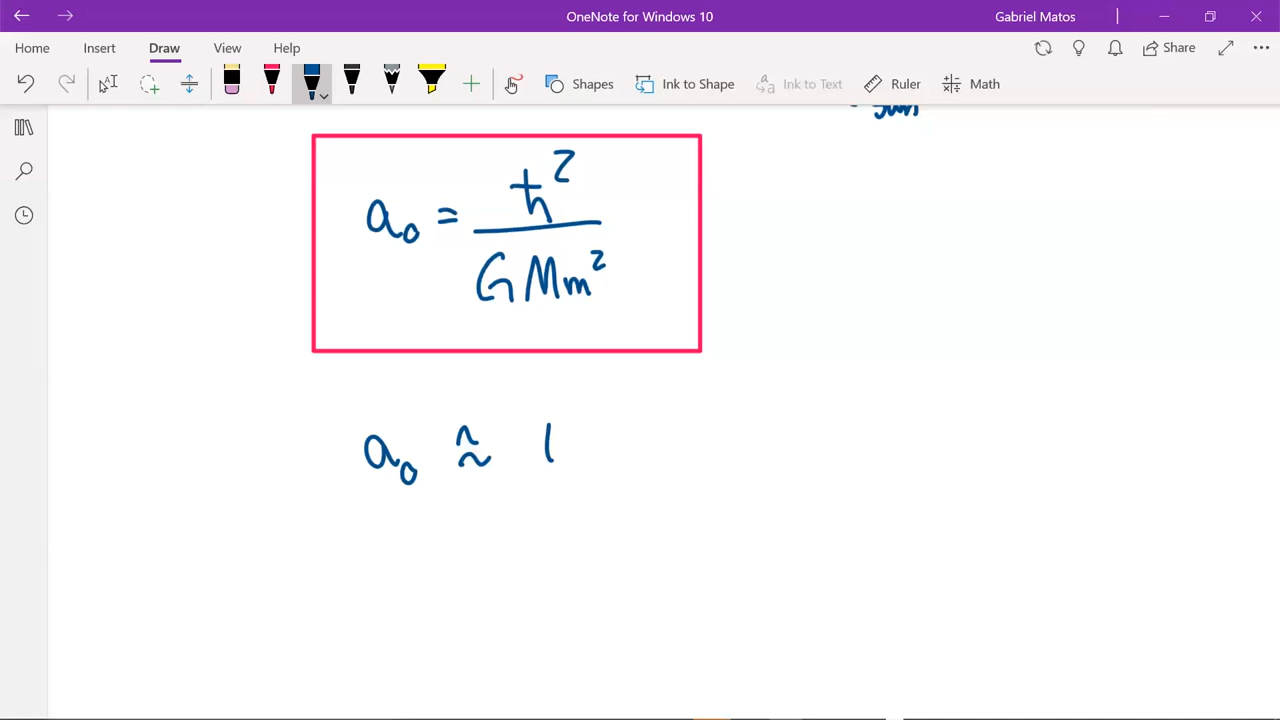 OneNote for Windows 10
Gabriel Matos
Home Insert Draw View Help
Share
Shapes Ink to Shape Ink to Text Ruler Math
a₀ = ħ² / GMm²
a₀ ≈ 1